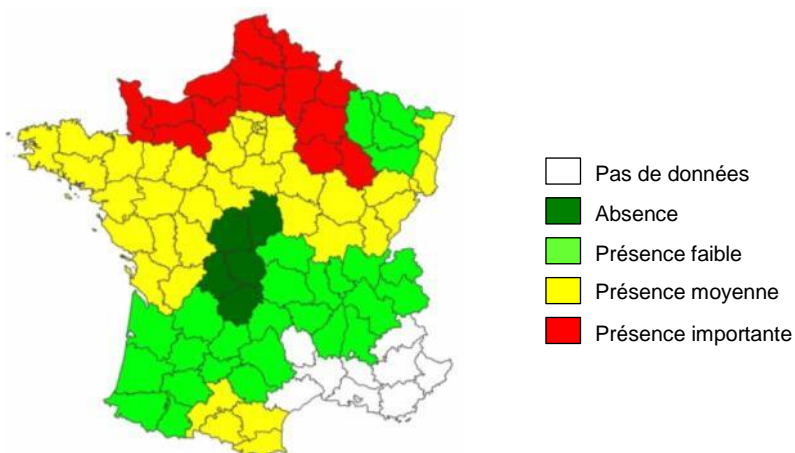 Pas de données
Absence
Présence faible
Présence moyenne
Présence importante